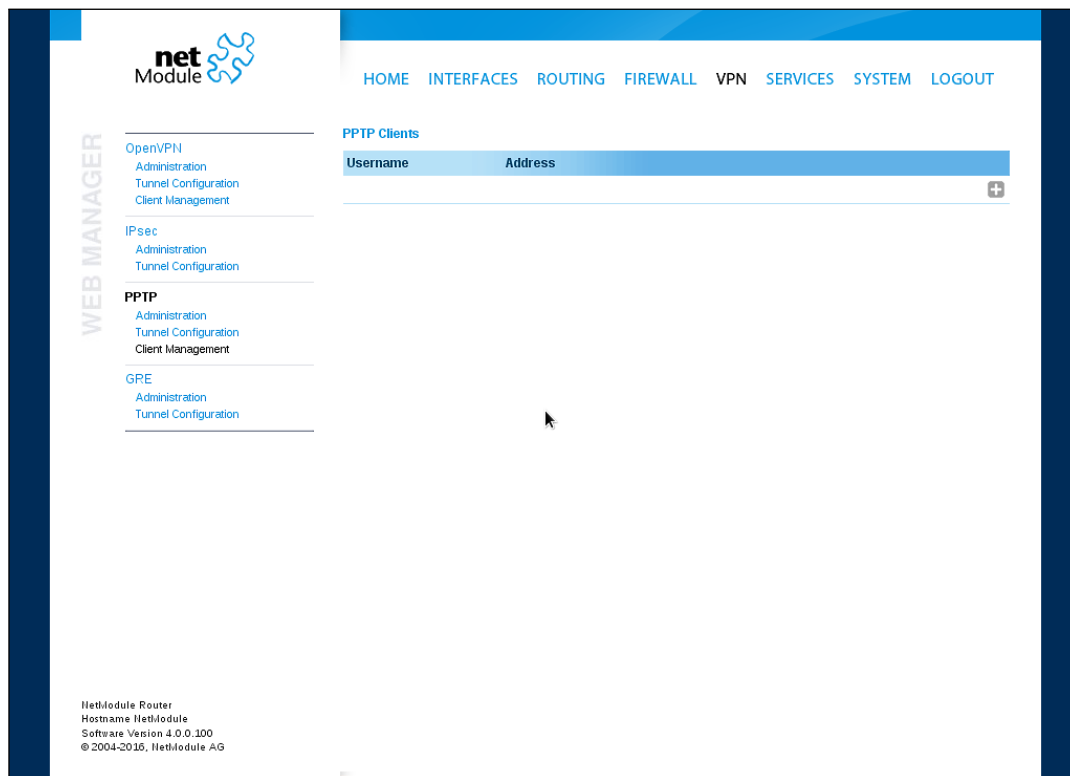 net
Module
HOME INTERFACES ROUTING FIREWALL VPN SERVICES SYSTEM LOGOUT
WEB MANAGER
OpenVPN
Administration
Tunnel Configuration
Client Management
IPsec
Administration
Tunnel Configuration
PPTP
Administration
Tunnel Configuration
Client Management
GRE
Administration
Tunnel Configuration
PPTP Clients
Username Address
NetModule Router
Hostname NetModule
Software Version 4.0.0.100
© 2004-2016, NetModule AG